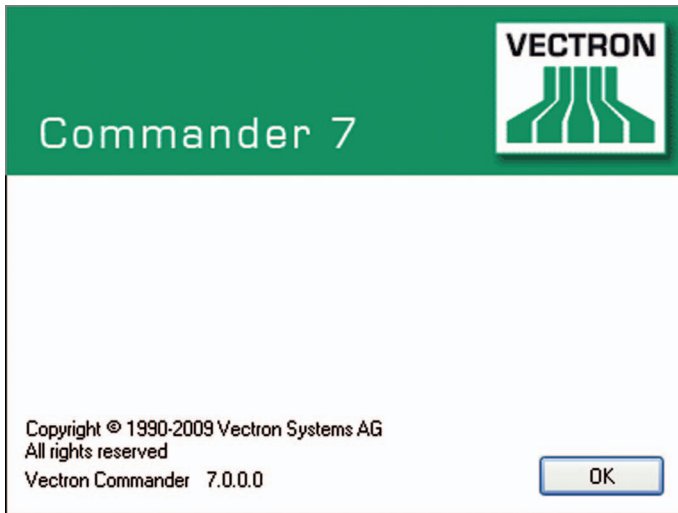 VECTRON
Commander 7
Copyright © 1990-2009 Vectron Systems AG
All rights reserved
Vectron Commander 7.0.0.0
OK